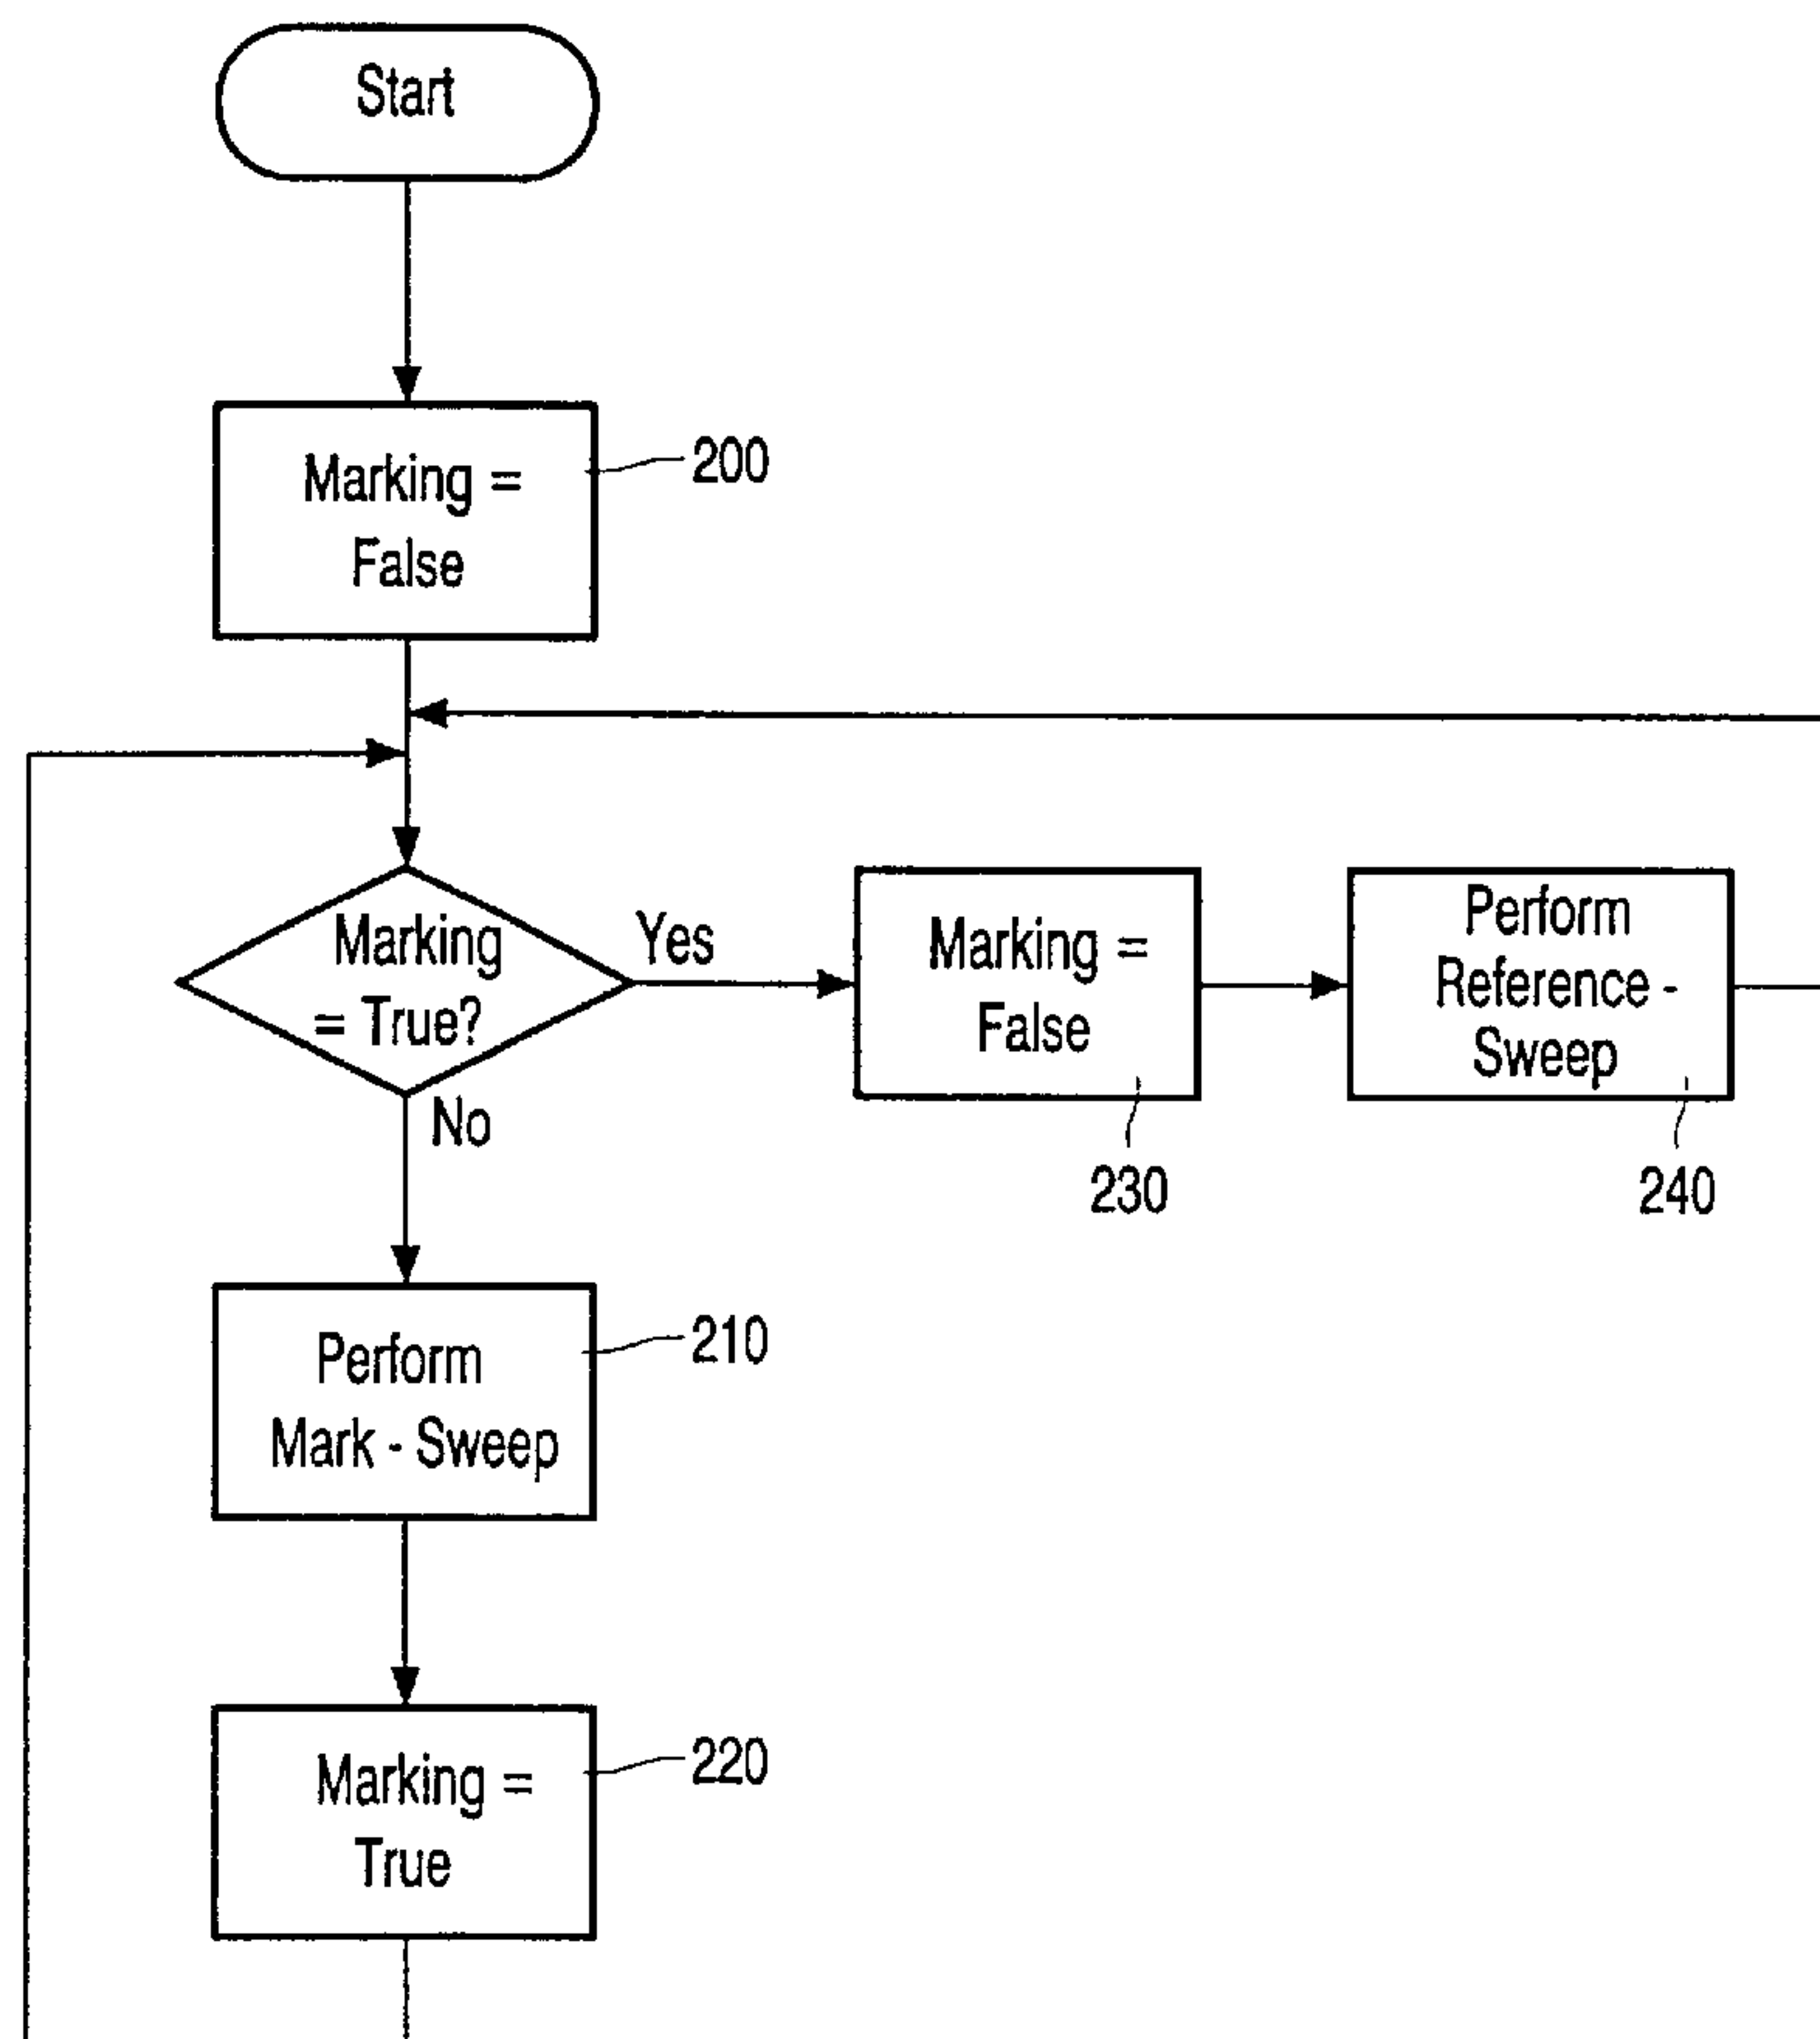 Start
Marking =
False
200
Marking
= True?
Yes
No
Marking =
False
230
Perform
Reference -
Sweep
240
Perform
Mark - Sweep
210
Marking =
True
220